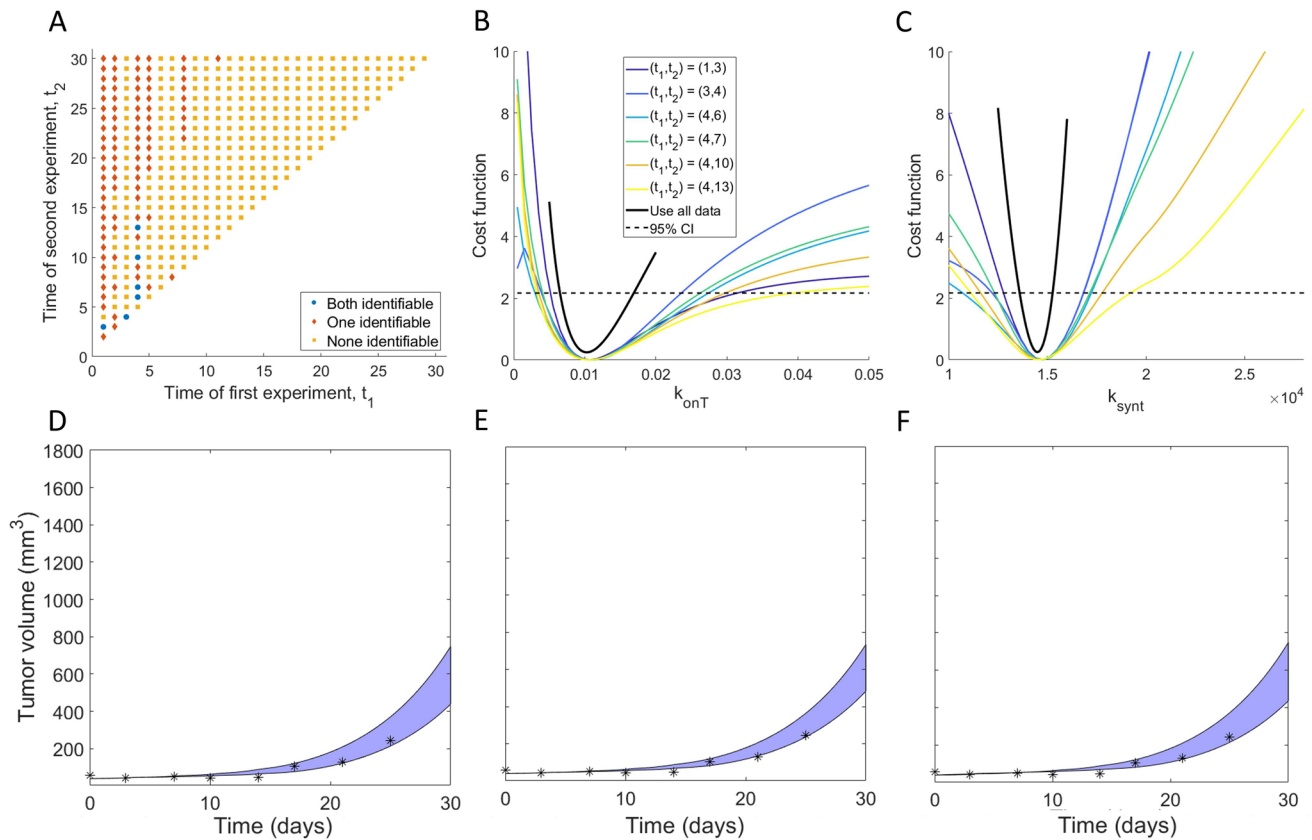 A
Time of second experiment, t2
30
25
20
15
10
5
0
Both identifiable
One identifiable
None identifiable
0 5 10 15 20 25 30
Time of first experiment, t1
B
Cost function
10
8
6
4
2
0
(t1,t2) = (1,3)
(t1,t2) = (3,4)
(t1,t2) = (4,6)
(t1,t2) = (4,7)
(t1,t2) = (4,10)
(t1,t2) = (4,13)
Use all data
95% CI
0 0.01 0.02 0.03 0.04 0.05
konT
C
Cost function
10
8
6
4
2
0
1 1.5 2 2.5
×10^4
ksynt
D
Tumor volume (mm3)
1800
1600
1400
1200
1000
800
600
400
200
0 10 20 30
Time (days)
E
0 10 20 30
Time (days)
F
0 10 20 30
Time (days)